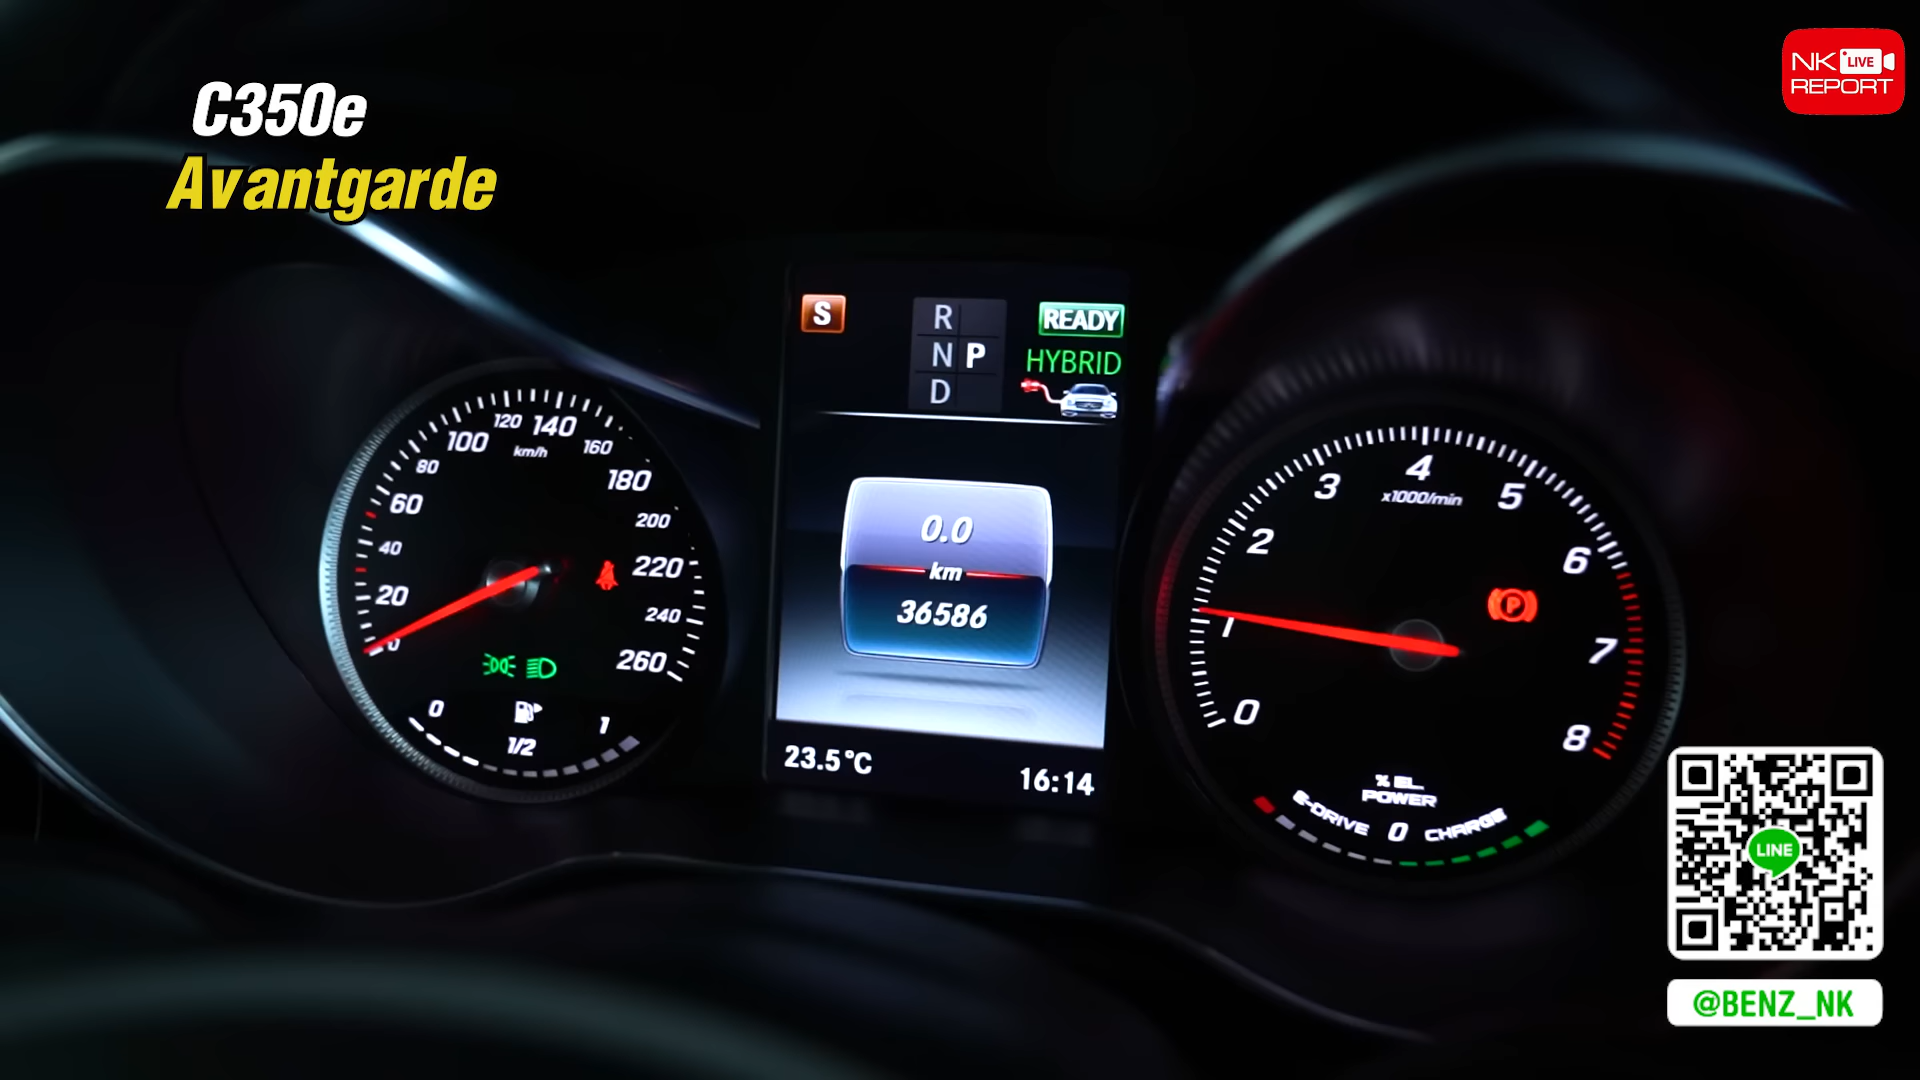 C350e
Avantgarde
NK LIVE
REPORT
S
R
N P
D
READY
HYBRID
0.0
km
36586
23.5°C
16:14
0
20
40
60
80
100
120
140
160
180
200
220
240
260
km/h
0
1/2
1
0
1
2
3
4
5
6
7
8
x1000/min
P
% EL.
POWER
E-DRIVE 0 CHARGE
LINE
@BENZ_NK